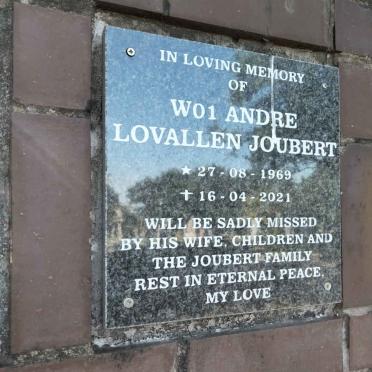 IN LOVING MEMORY
OF
W01 ANDRE
LOVALLEN JOUBERT
★ 27 - 08 - 1969
✝ 16 - 04 - 2021
WILL BE SADLY MISSED
BY HIS WIFE, CHILDREN AND
THE JOUBERT FAMILY
REST IN ETERNAL PEACE,
MY LOVE